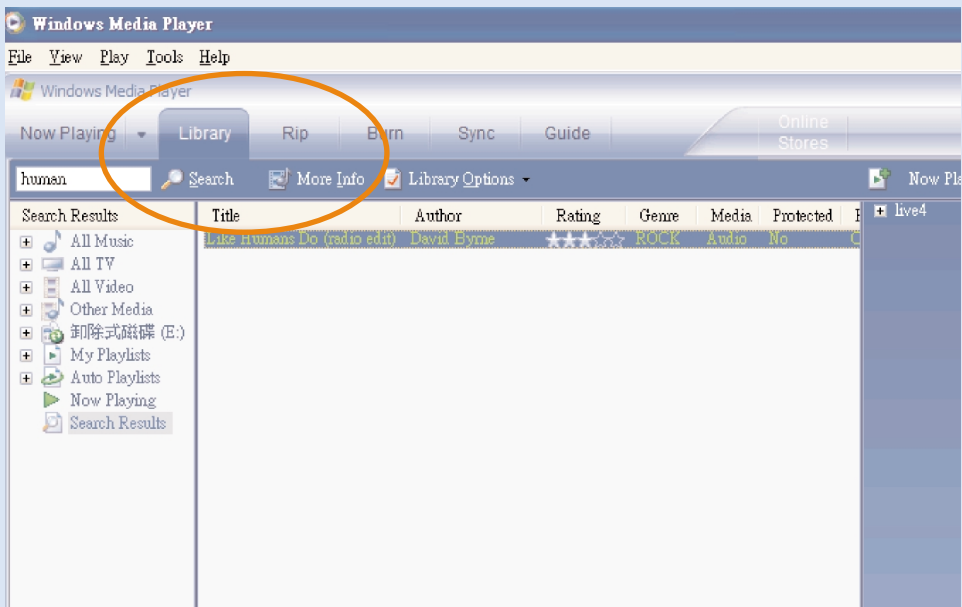 Windows Media Player
File View Play Tools Help
Windows Media Player
Now Playing Library Rip Burn Sync Guide Online Stores
human Search More Info Library Options Now Pla
Search Results Title Author Rating Genre Media Protected live4
Like Humans Do (radio edit) David Byrne ROCK Audio No
All Music
All TV
All Video
Other Media
卸除式磁碟 (E:)
My Playlists
Auto Playlists
Now Playing
Search Results